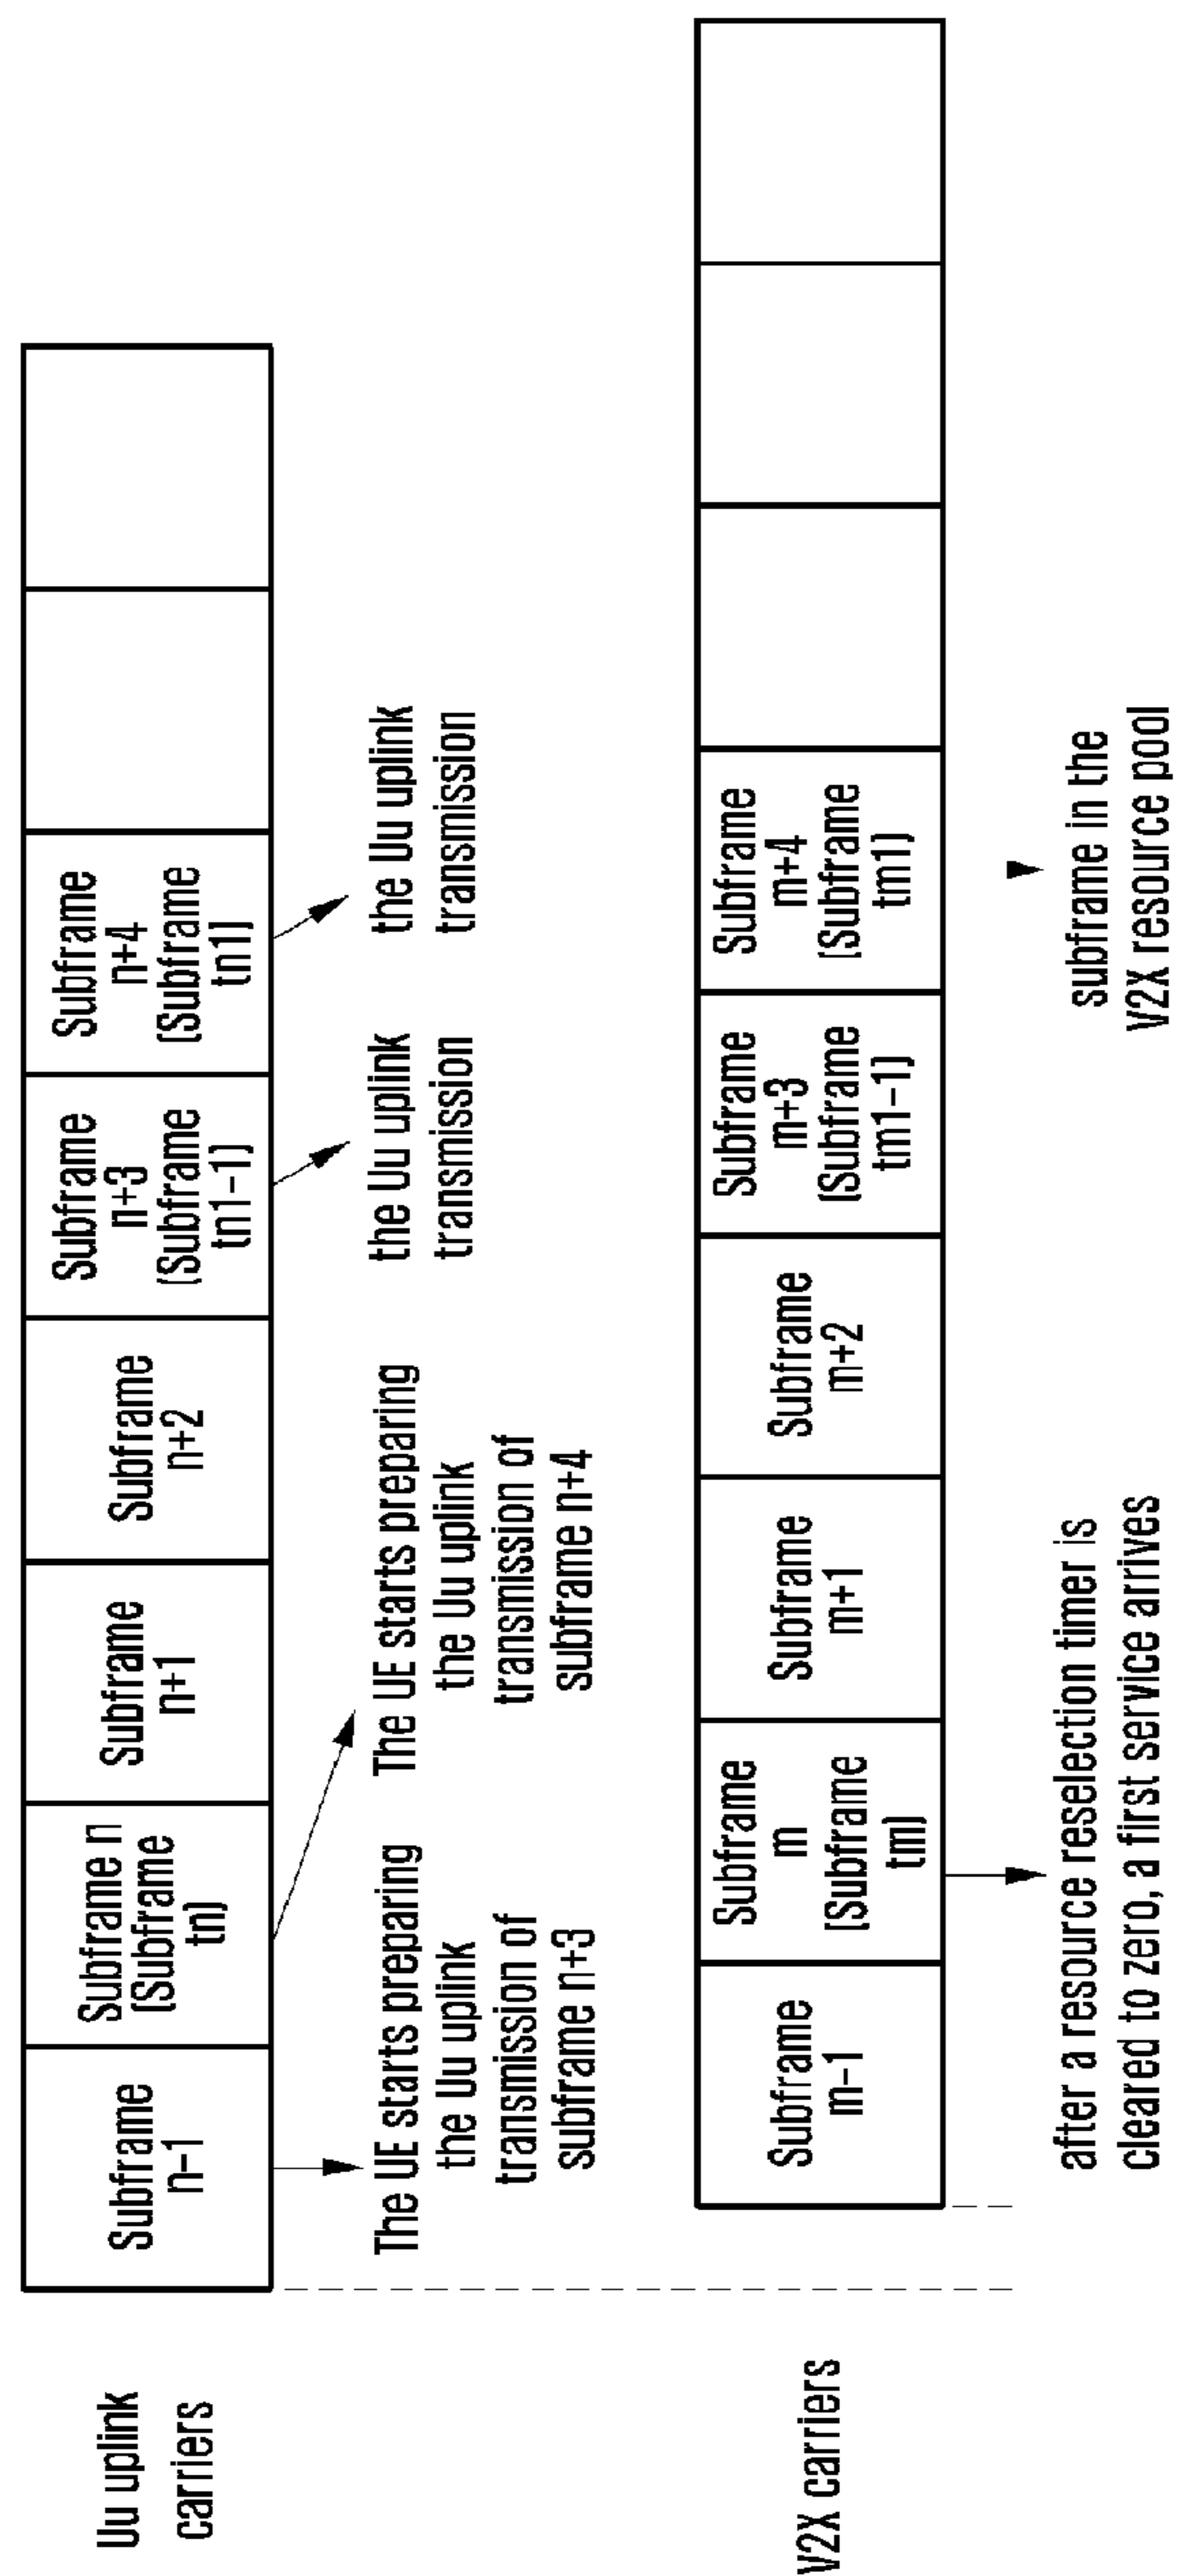 Uu uplink
carriers
Subframe
n-1
Subframe n
(Subframe
tn)
Subframe
n+1
Subframe
n+2
Subframe
n+3
(Subframe
tn1-1)
Subframe
n+4
(Subframe
tn1)
The UE starts preparing
the Uu uplink
transmission of
subframe n+3
The UE starts preparing
the Uu uplink
transmission of
subframe n+4
the Uu uplink
transmission
the Uu uplink
transmission
V2X carriers
Subframe
m-1
Subframe
m
(Subframe
tm)
Subframe
m+1
Subframe
m+2
Subframe
m+3
(Subframe
tm1-1)
Subframe
m+4
(Subframe
tm1)
after a resource reselection timer is
cleared to zero, a first service arrives
subframe in the
V2X resource pool